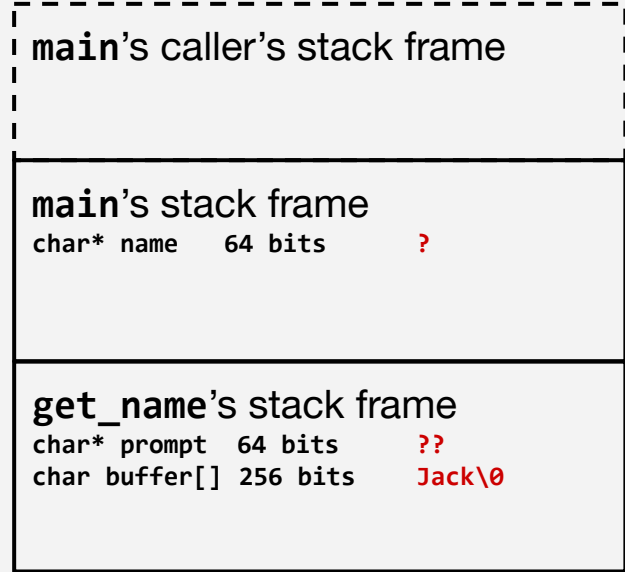 main’s caller’s stack frame
main’s stack frame
char* name 64 bits ?
get_name’s stack frame
char* prompt 64 bits ??
char buffer[] 256 bits Jack\0